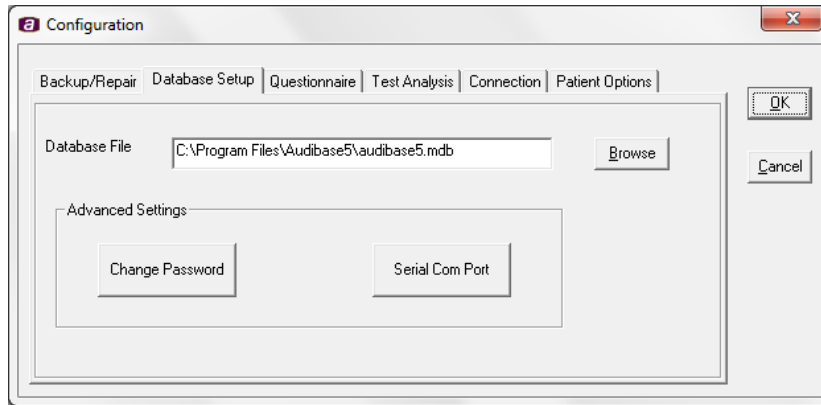 a Configuration
x
Backup/Repair Database Setup Questionnaire Test Analysis Connection Patient Options
OK
Database File C:\Program Files\Audibase5\audibase5.mdb Browse
Cancel
Advanced Settings
Change Password Serial Com Port